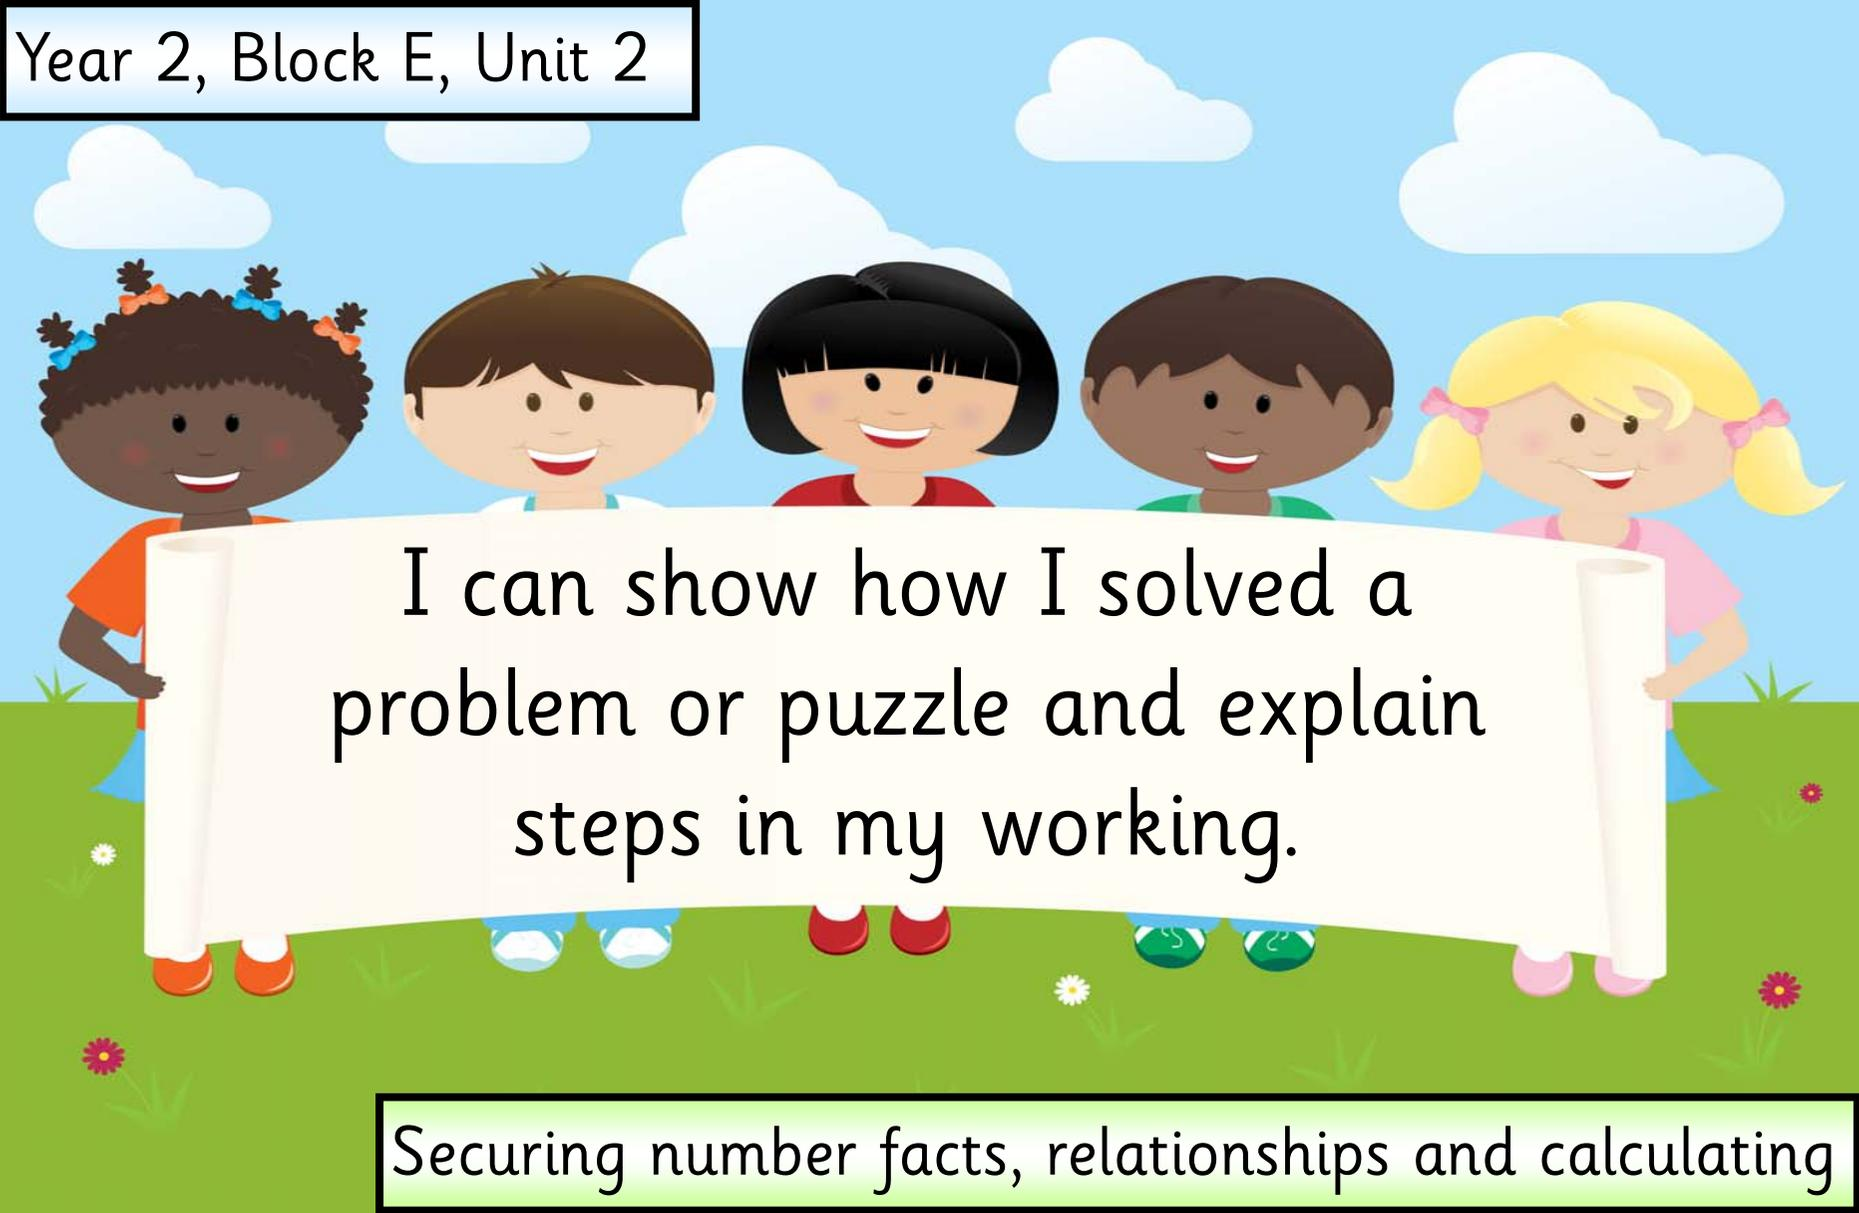 Year 2, Block E, Unit 2
I can show how I solved a
problem or puzzle and explain
steps in my working.
Securing number facts, relationships and calculating